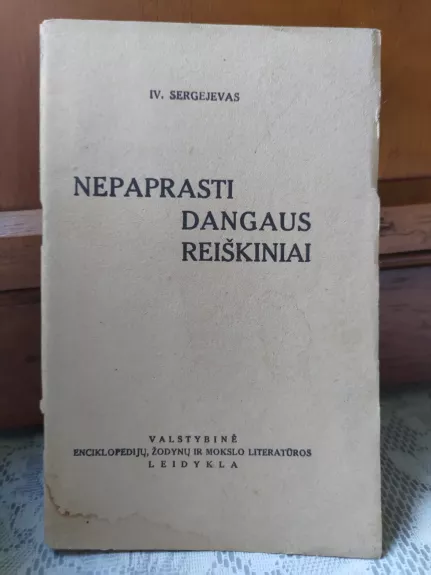 IV. SERGEJEVAS
NEPAPRASTI
DANGAUS
REIŠKINIAI
VALSTYBINĖ
ENCIKLOPEDIJŲ, ŽODYNŲ IR MOKSLO LITERATŪROS
LEIDYKLA